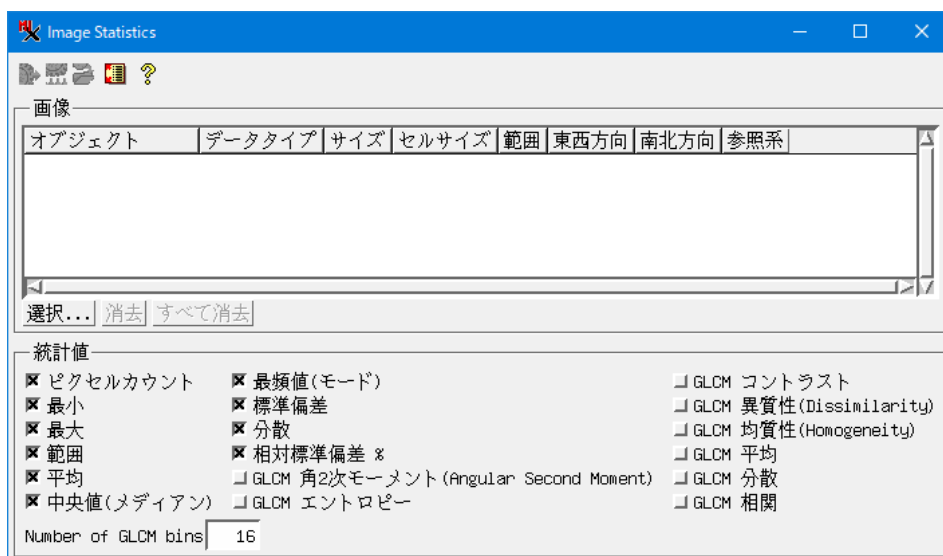 Image Statistics
画像
オブジェクト データタイプ サイズ セルサイズ 範囲 東西方向 南北方向 参照系
選択... 消去 すべて消去
統計値
ピクセルカウント 最頻値(モード) GLCM コントラスト
最小 標準偏差 GLCM 異質性(Dissimilarity)
最大 分散 GLCM 均質性(Homogeneity)
範囲 相対標準偏差 % GLCM 平均
平均 GLCM 角2次モーメント(Angular Second Moment) GLCM 分散
中央値(メディアン) GLCM エントロピー GLCM 相関
Number of GLCM bins 16